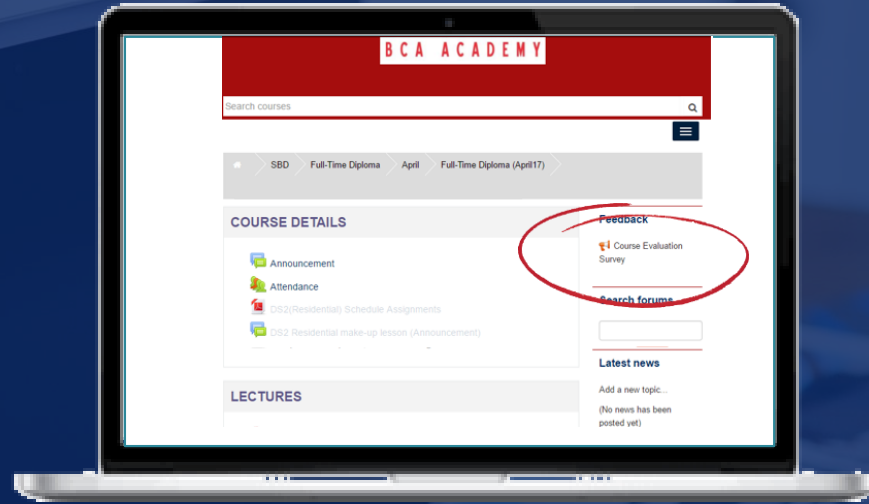 BCA ACADEMY
Search courses
SBD Full-Time Diploma April Full-Time Diploma (April17)
COURSE DETAILS
Announcement
Attendance
DS2(Residential) Schedule Assignments
DS2 Residential make-up lesson (Announcement)
LECTURES
Feedback
Course Evaluation
Survey
Search forums
Latest news
Add a new topic...
(No news has been
posted yet)